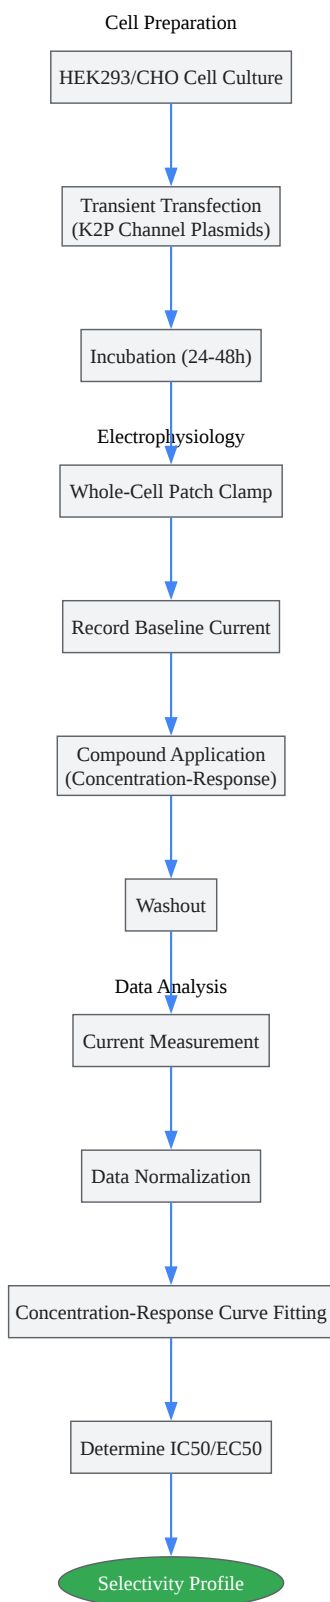 Cell Preparation
HEK293/CHO Cell Culture
Transient Transfection
(K2P Channel Plasmids)
Incubation (24-48h)
Electrophysiology
Whole-Cell Patch Clamp
Record Baseline Current
Compound Application
(Concentration-Response)
Washout
Data Analysis
Current Measurement
Data Normalization
Concentration-Response Curve Fitting
Determine IC50/EC50
Selectivity Profile